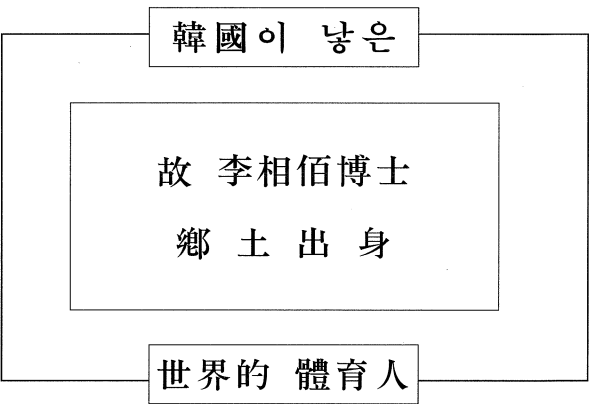 韓國이 낳은
故 李相佰博士
鄕土出身
世界的 體育人